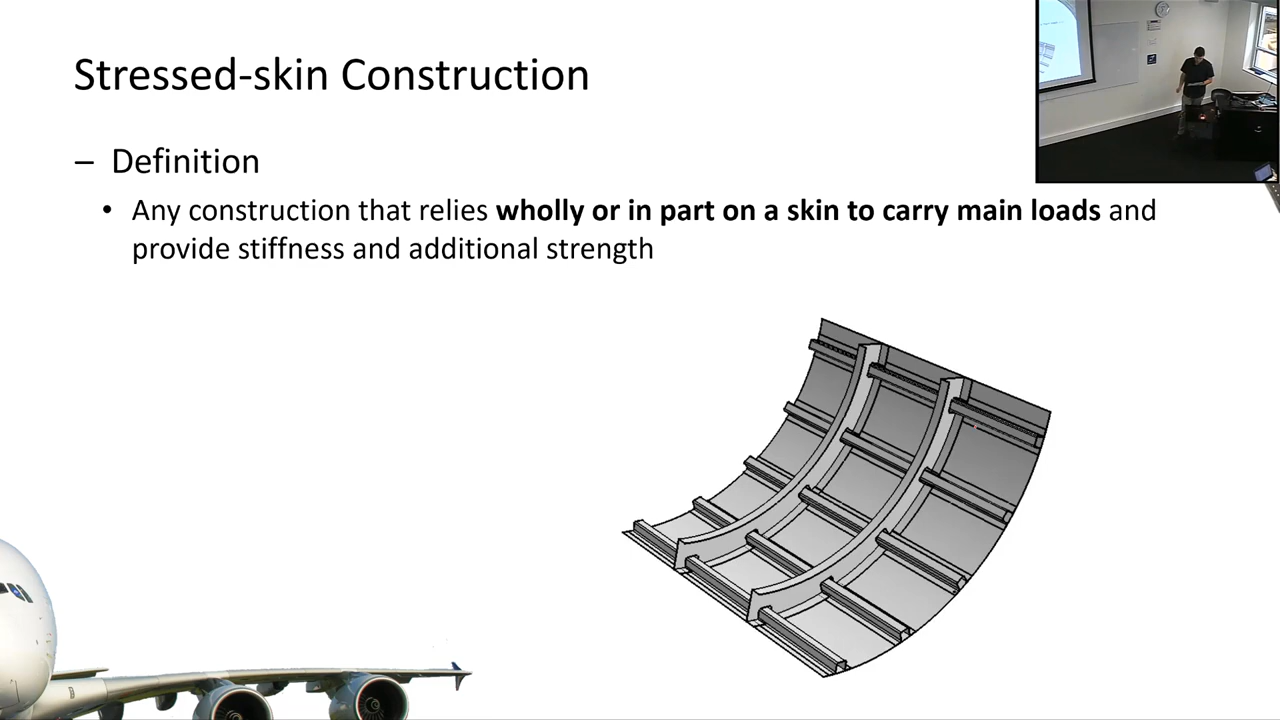 Stressed-skin Construction
– Definition
• Any construction that relies wholly or in part on a skin to carry main loads and
provide stiffness and additional strength